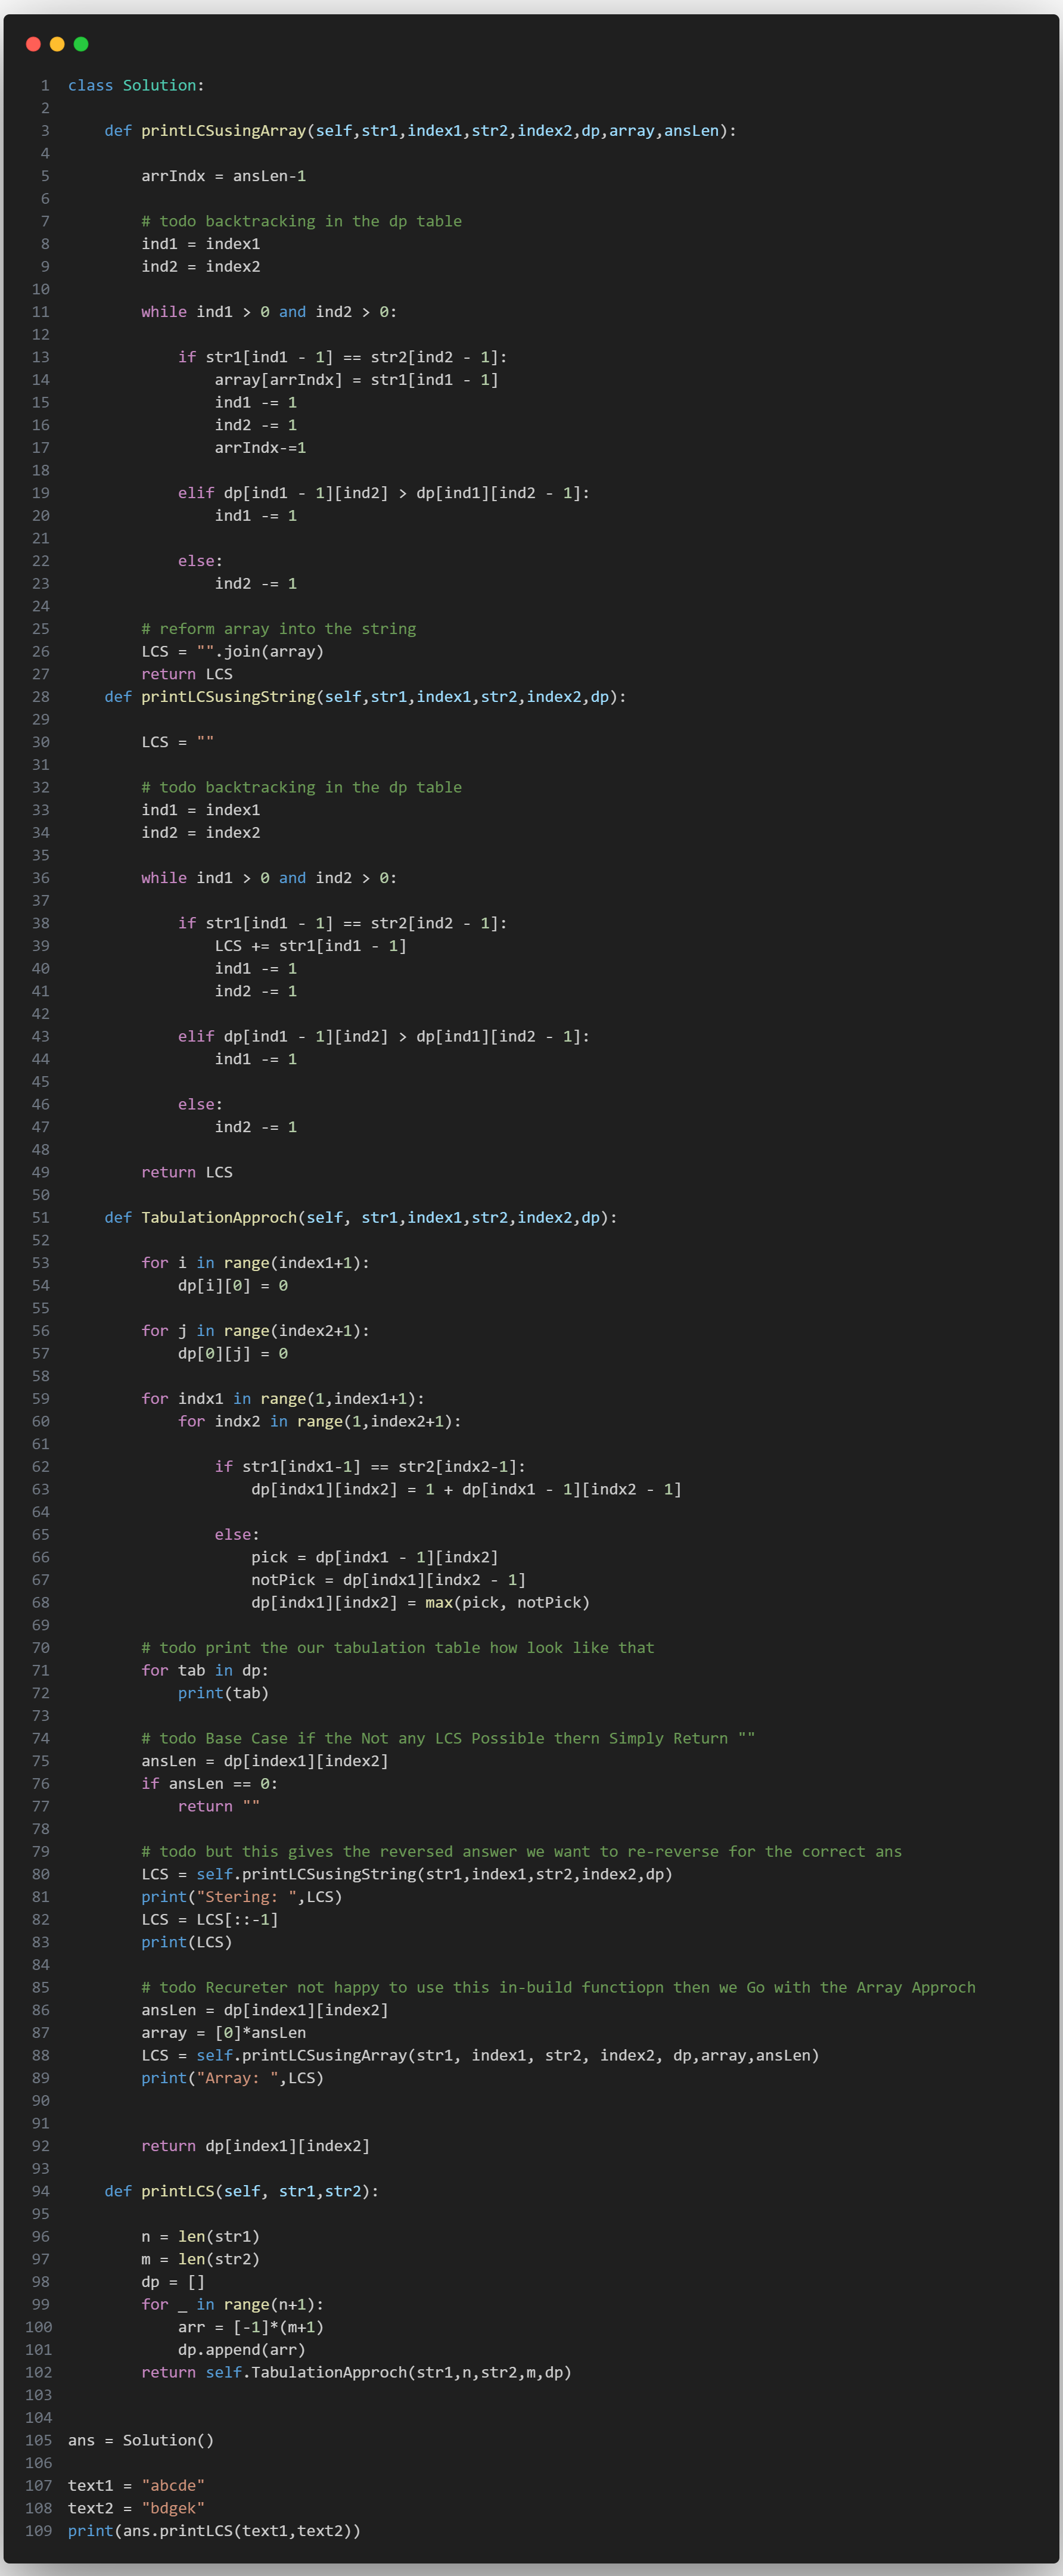 1 class Solution:
2
3     def printLCSusingArray(self,str1,index1,str2,index2,dp,array,ansLen):
4
5         arrIndx = ansLen-1
6
7         # todo backtracking in the dp table
8         ind1 = index1
9         ind2 = index2
10
11         while ind1 > 0 and ind2 > 0:
12
13             if str1[ind1 - 1] == str2[ind2 - 1]:
14                 array[arrIndx] = str1[ind1 - 1]
15                 ind1 -= 1
16                 ind2 -= 1
17                 arrIndx-=1
18
19             elif dp[ind1 - 1][ind2] > dp[ind1][ind2 - 1]:
20                 ind1 -= 1
21
22             else:
23                 ind2 -= 1
24
25         # reform array into the string
26         LCS = "".join(array)
27         return LCS
28     def printLCSusingString(self,str1,index1,str2,index2,dp):
29
30         LCS = ""
31
32         # todo backtracking in the dp table
33         ind1 = index1
34         ind2 = index2
35
36         while ind1 > 0 and ind2 > 0:
37
38             if str1[ind1 - 1] == str2[ind2 - 1]:
39                 LCS += str1[ind1 - 1]
40                 ind1 -= 1
41                 ind2 -= 1
42
43             elif dp[ind1 - 1][ind2] > dp[ind1][ind2 - 1]:
44                 ind1 -= 1
45
46             else:
47                 ind2 -= 1
48
49         return LCS
50
51     def TabulationApproch(self, str1,index1,str2,index2,dp):
52
53         for i in range(index1+1):
54             dp[i][0] = 0
55
56         for j in range(index2+1):
57             dp[0][j] = 0
58
59         for indx1 in range(1,index1+1):
60             for indx2 in range(1,index2+1):
61
62                 if str1[indx1-1] == str2[indx2-1]:
63                     dp[indx1][indx2] = 1 + dp[indx1 - 1][indx2 - 1]
64
65                 else:
66                     pick = dp[indx1 - 1][indx2]
67                     notPick = dp[indx1][indx2 - 1]
68                     dp[indx1][indx2] = max(pick, notPick)
69
70         # todo print the our tabulation table how look like that
71         for tab in dp:
72             print(tab)
73
74         # todo Base Case if the Not any LCS Possible thern Simply Return ""
75         ansLen = dp[index1][index2]
76         if ansLen == 0:
77             return ""
78
79         # todo but this gives the reversed answer we want to re-reverse for the correct ans
80         LCS = self.printLCSusingString(str1,index1,str2,index2,dp)
81         print("Stering: ",LCS)
82         LCS = LCS[::-1]
83         print(LCS)
84
85         # todo Recureter not happy to use this in-build functiopn then we Go with the Array Approch
86         ansLen = dp[index1][index2]
87         array = [0]*ansLen
88         LCS = self.printLCSusingArray(str1, index1, str2, index2, dp,array,ansLen)
89         print("Array: ",LCS)
90
91
92         return dp[index1][index2]
93
94     def printLCS(self, str1,str2):
95
96         n = len(str1)
97         m = len(str2)
98         dp = []
99         for _ in range(n+1):
100             arr = [-1]*(m+1)
101             dp.append(arr)
102         return self.TabulationApproch(str1,n,str2,m,dp)
103
104
105 ans = Solution()
106
107 text1 = "abcde"
108 text2 = "bdgek"
109 print(ans.printLCS(text1,text2))